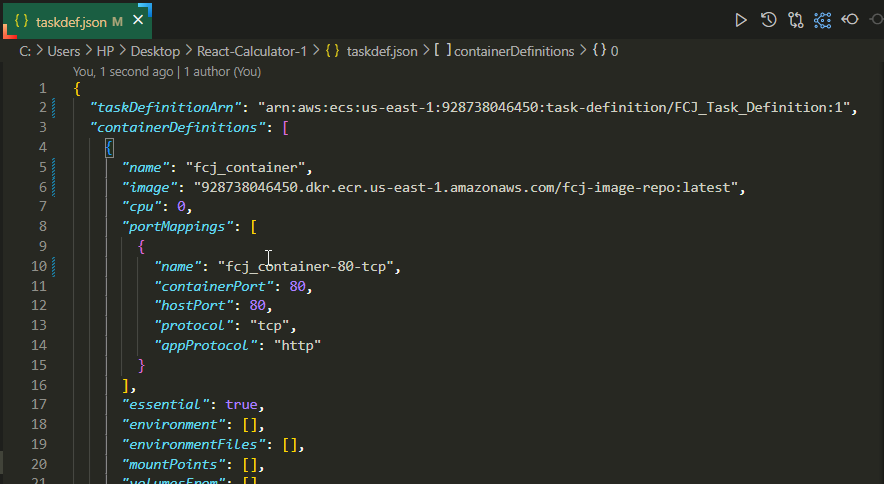 { } taskdef.json M ×
C: > Users > HP > Desktop > React-Calculator-1 > { } taskdef.json > [ ] containerDefinitions > { } 0
You, 1 second ago | 1 author (You)
1 {
2 "taskDefinitionArn": "arn:aws:ecs:us-east-1:928738046450:task-definition/FCJ_Task_Definition:1",
3 "containerDefinitions": [
4 {
5 "name": "fcj_container",
6 "image": "928738046450.dkr.ecr.us-east-1.amazonaws.com/fcj-image-repo:latest",
7 "cpu": 0,
8 "portMappings": [
9 {
10 "name": "fcj_container-80-tcp",
11 "containerPort": 80,
12 "hostPort": 80,
13 "protocol": "tcp",
14 "appProtocol": "http"
15 }
16 ],
17 "essential": true,
18 "environment": [],
19 "environmentFiles": [],
20 "mountPoints": [],
21 "volumesFrom": []